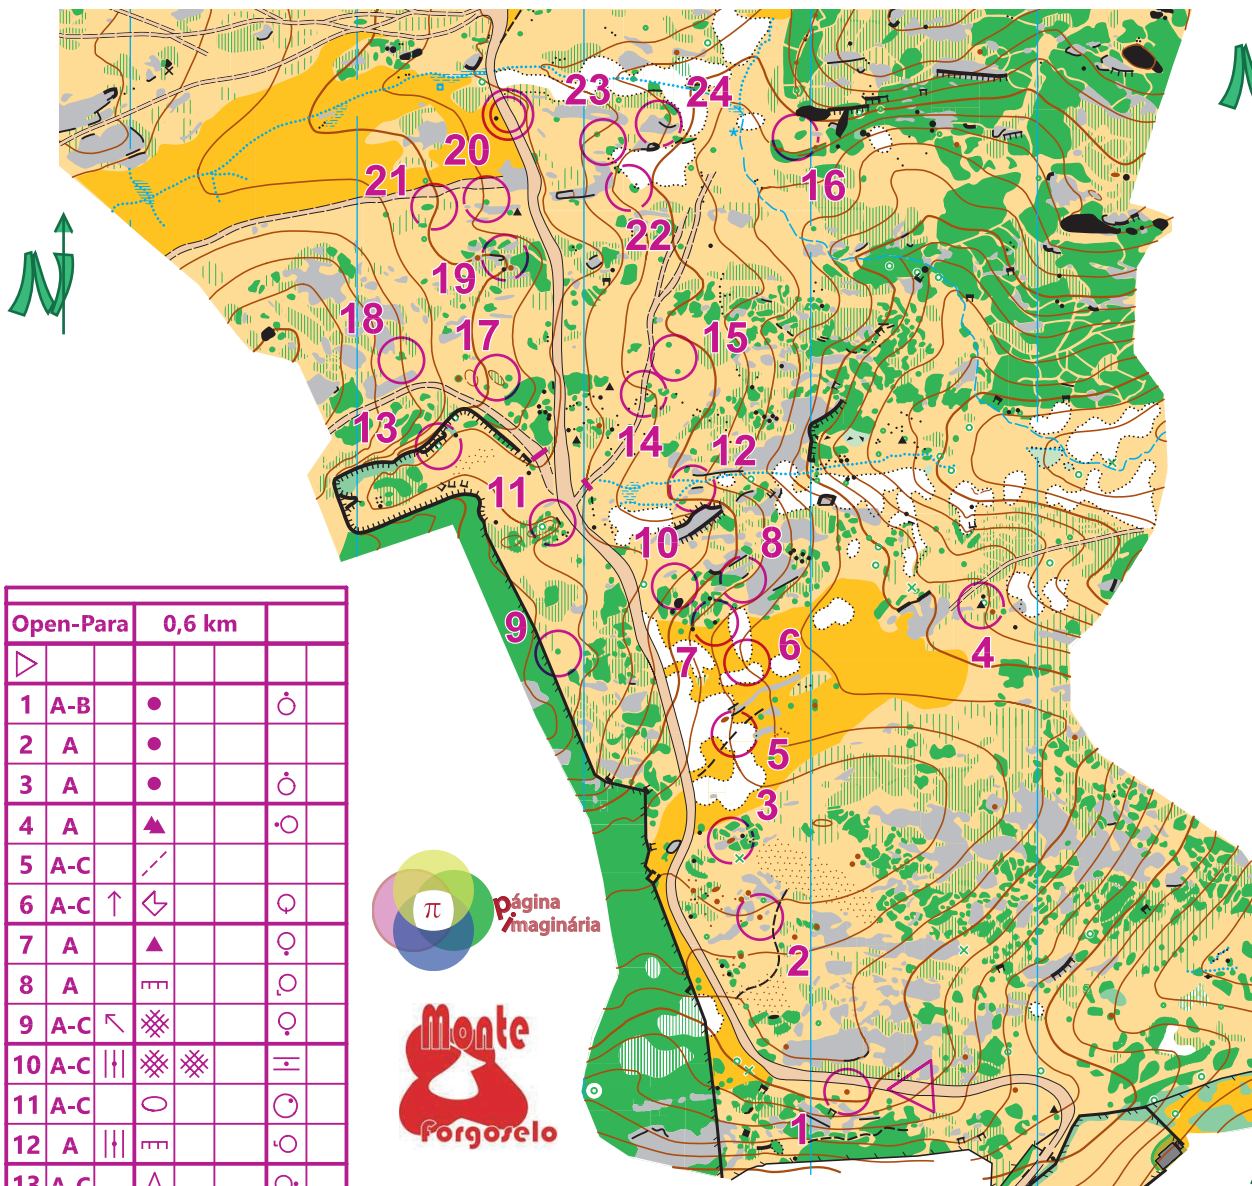 23
24
20
21
16
22
19
18
17
15
13
14
12
11
10
8
9
7
6
4
5
3
2
1
Open-Para 0,6 km
1 A-B
2 A
3 A
4 A
5 A-C
6 A-C
7 A
8 A
9 A-C
10 A-C
11 A-C
12 A
13 A-C
π
página
imaginária
Monte
Forgoselo